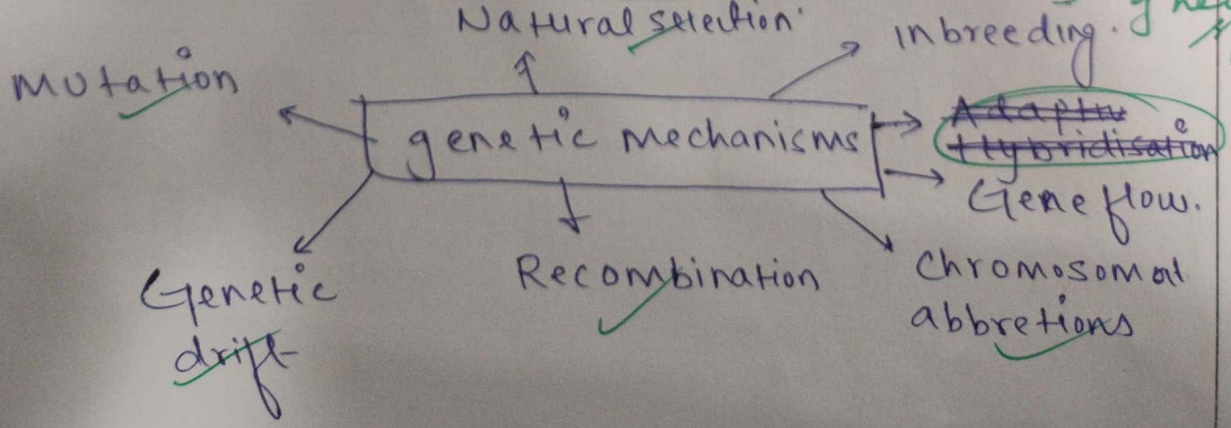 Natural selection.
inbreeding.
Mutation
genetic mechanisms
Adaptive
Hybridisation
Gene flow.
Genetic
drift
Recombination
Chromosomal
abbretions